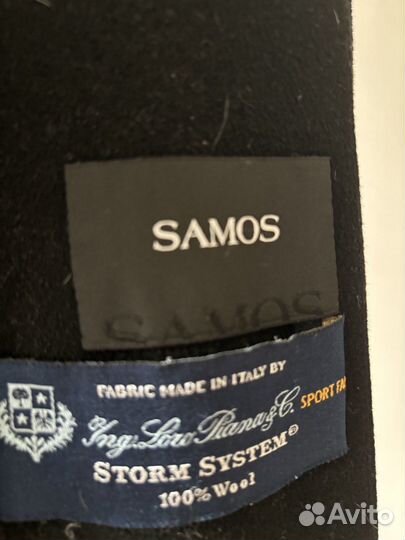 SAMOS
SAMOS
FABRIC MADE IN ITALY BY
Ing. Loro Piana & C. SPORT FA
STORM SYSTEM®
100% Wool
Avito